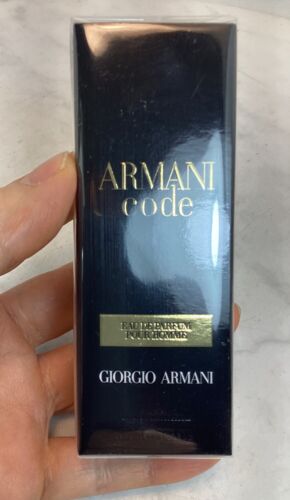 ARMANI
code
EAU DE PARFUM
POUR HOMME
GIORGIO ARMANI